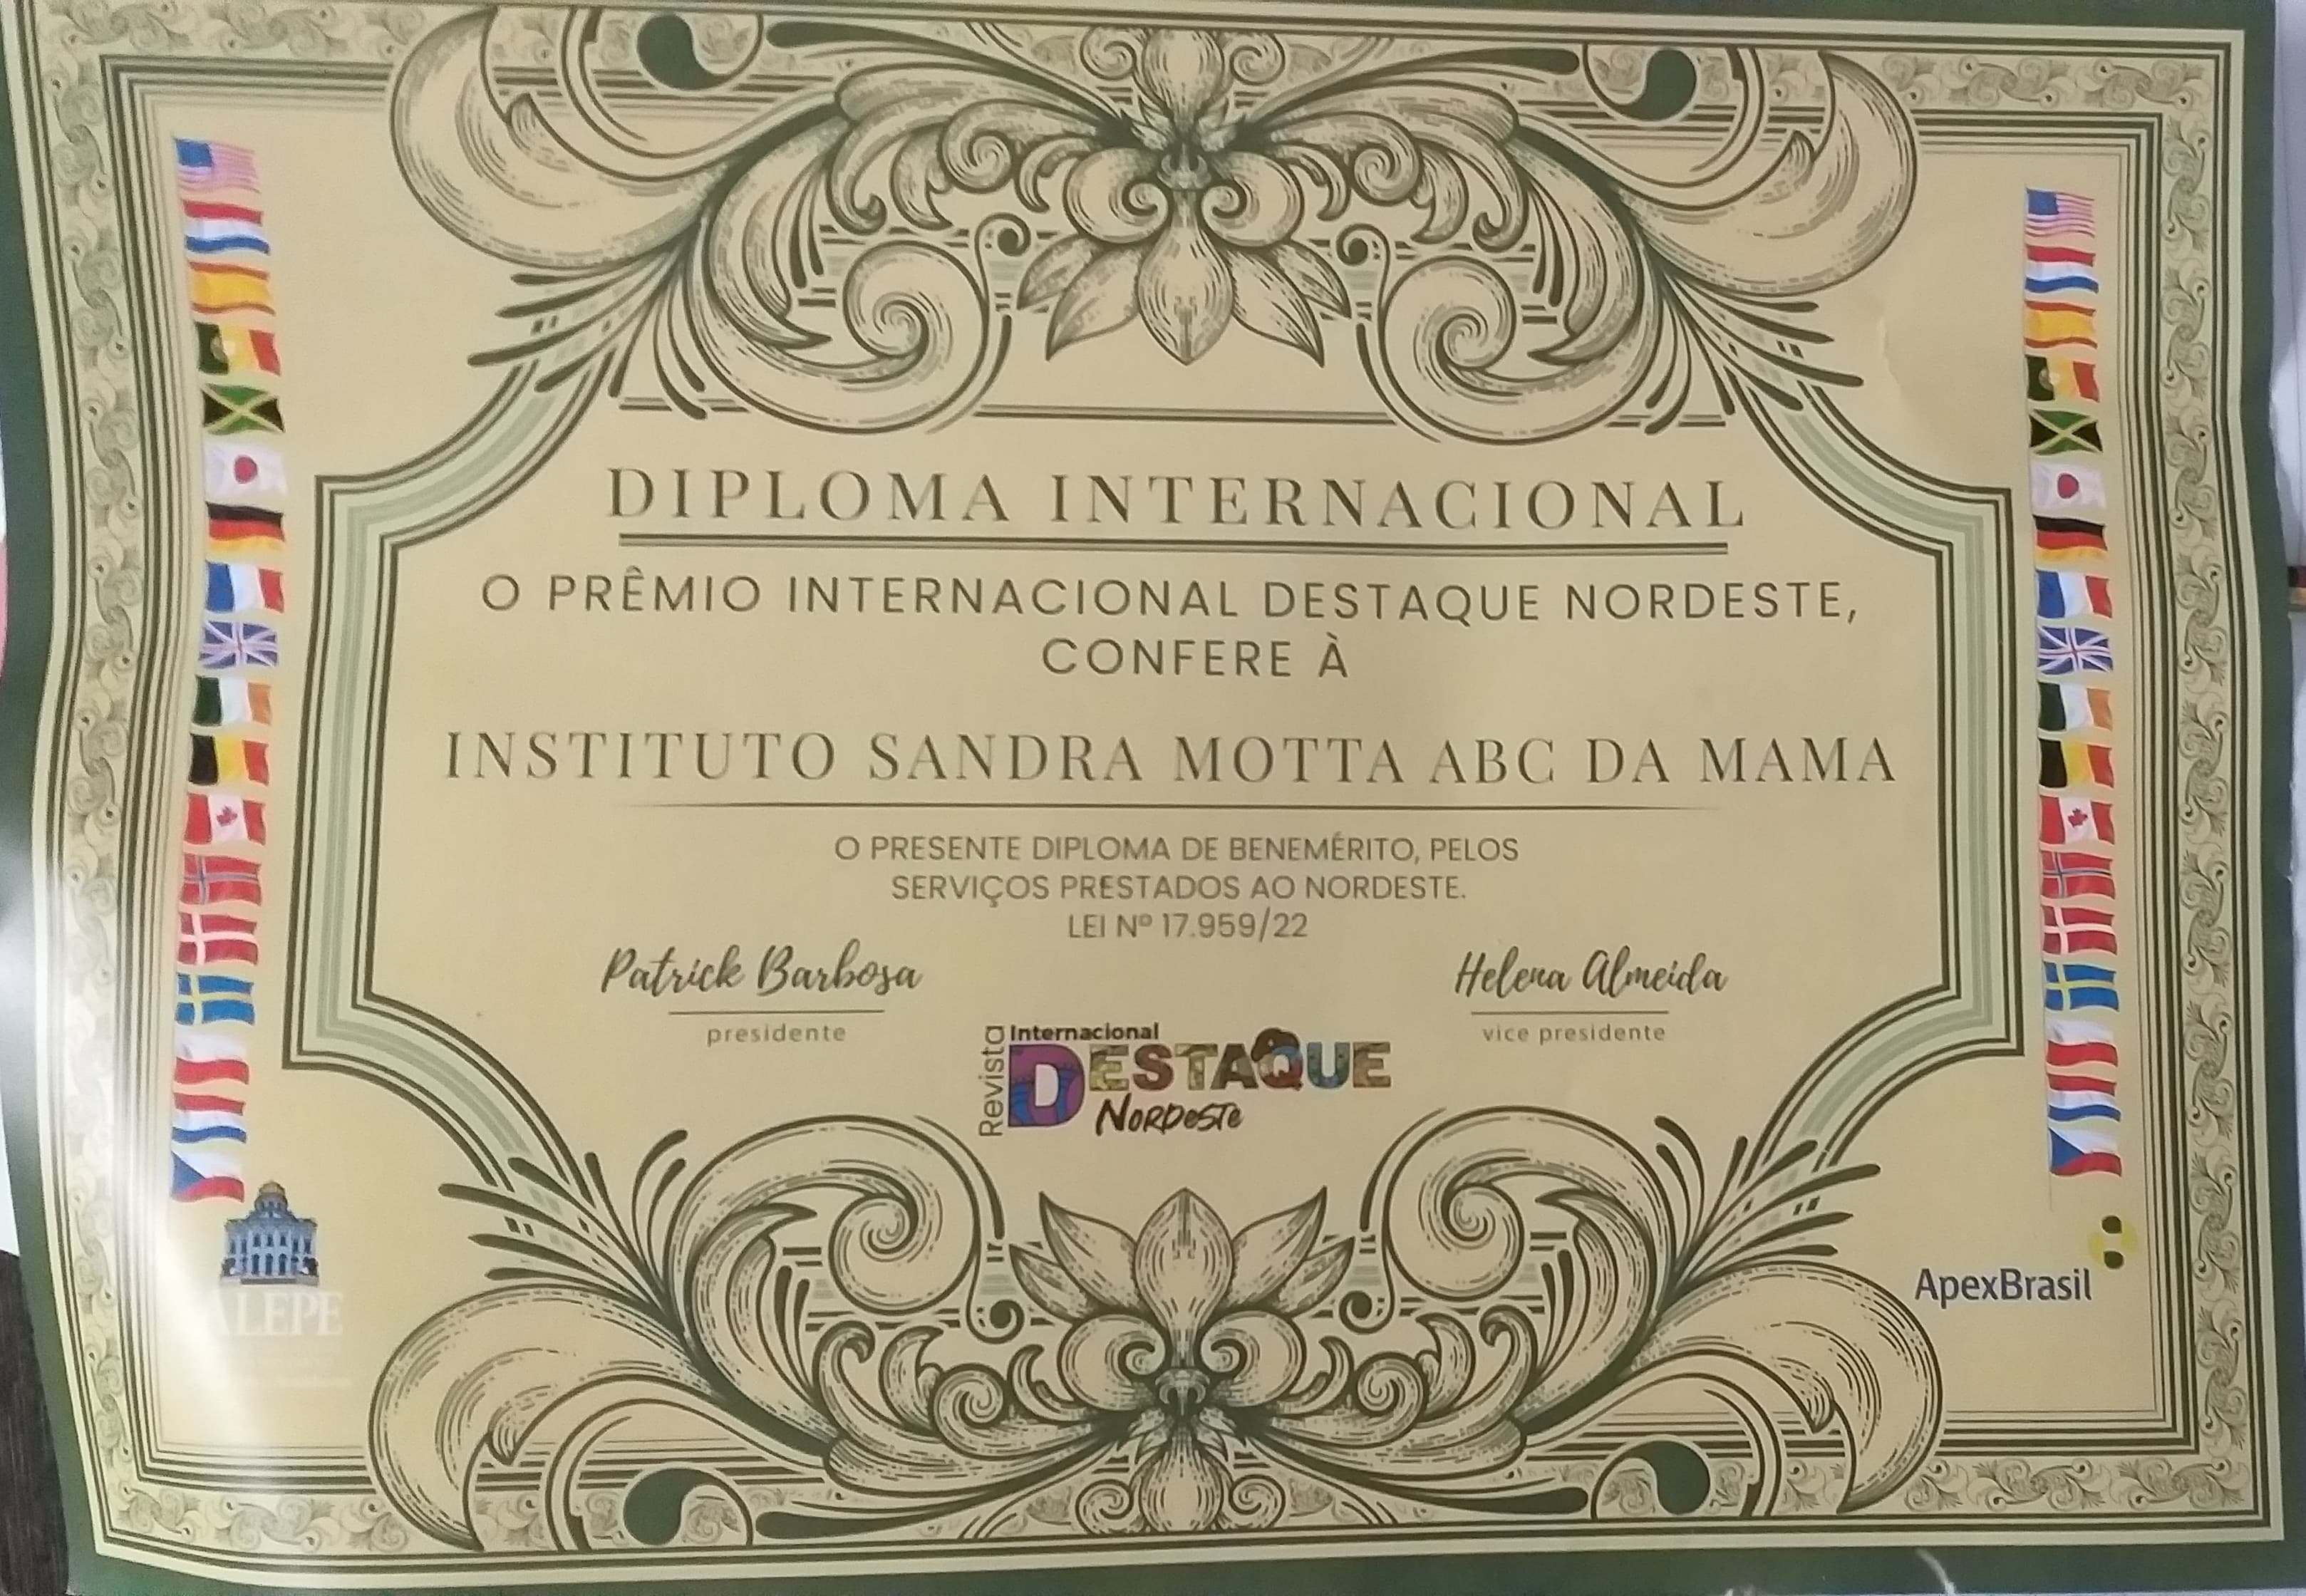 DIPLOMA INTERNACIONAL
O PRÊMIO INTERNACIONAL DESTAQUE NORDESTE,
CONFERE À
INSTITUTO SANDRA MOTTA ABC DA MAMA
O PRESENTE DIPLOMA DE BENEMÉRITO, PELOS
SERVIÇOS PRESTADOS AO NORDESTE.
LEI Nº 17.959/22
Patrick Barbosa
presidente
Helena Almeida
vice presidente
Revista
Internacional
DESTAQUE
NORDESTE
ALEPE
ApexBrasil